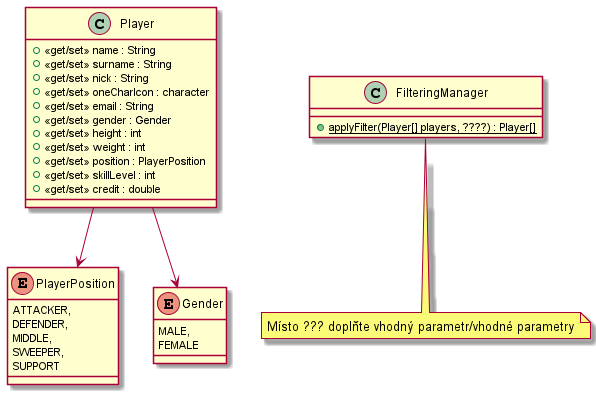 C Player
«get/set» name : String
«get/set» surname : String
«get/set» nick : String
«get/set» oneCharIcon : character
«get/set» email : String
«get/set» gender : Gender
«get/set» height : int
«get/set» weight : int
«get/set» position : PlayerPosition
«get/set» skillLevel : int
«get/set» credit : double
C FilteringManager
applyFilter(Player[] players, ????) : Player[]
E PlayerPosition
ATTACKER,
DEFENDER,
MIDDLE,
SWEEPER,
SUPPORT
E Gender
MALE,
FEMALE
Místo ??? doplňte vhodný parametr/vhodné parametry